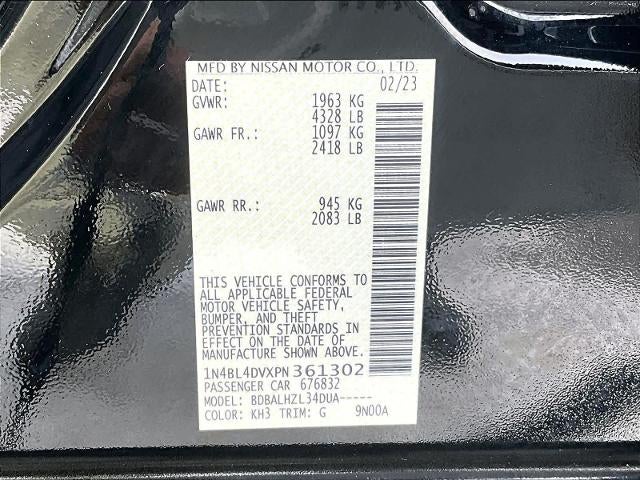 MFD BY NISSAN MOTOR CO., LTD.
DATE: 02/23
GVWR: 1963 KG
4328 LB
GAWR FR.: 1097 KG
2418 LB
GAWR RR.: 945 KG
2083 LB
THIS VEHICLE CONFORMS TO
ALL APPLICABLE FEDERAL
MOTOR VEHICLE SAFETY,
BUMPER, AND THEFT
PREVENTION STANDARDS IN
EFFECT ON THE DATE OF
MANUFACTURE SHOWN ABOVE.
1N4BL4DVXPN361302
PASSENGER CAR 676832
MODEL: BDBALHZL34DUA-----
COLOR: KH3 TRIM: G 9N00A